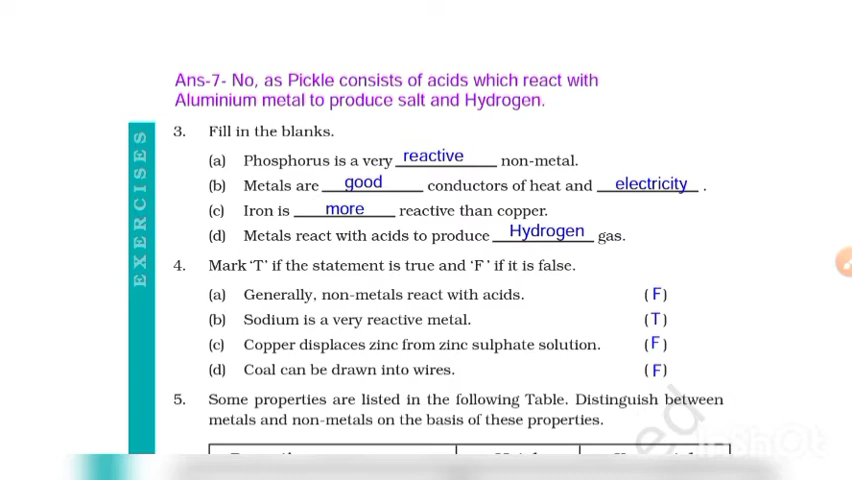 Ans-7- No, as Pickle consists of acids which react with
Aluminium metal to produce salt and Hydrogen.
EXERCISES
3. Fill in the blanks.
(a) Phosphorus is a very reactive non-metal.
(b) Metals are good conductors of heat and electricity.
(c) Iron is more reactive than copper.
(d) Metals react with acids to produce Hydrogen gas.
4. Mark ‘T’ if the statement is true and ‘F’ if it is false.
(a) Generally, non-metals react with acids. (F)
(b) Sodium is a very reactive metal. (T)
(c) Copper displaces zinc from zinc sulphate solution. (F)
(d) Coal can be drawn into wires. (F)
5. Some properties are listed in the following Table. Distinguish between
metals and non-metals on the basis of these properties.
InShOt